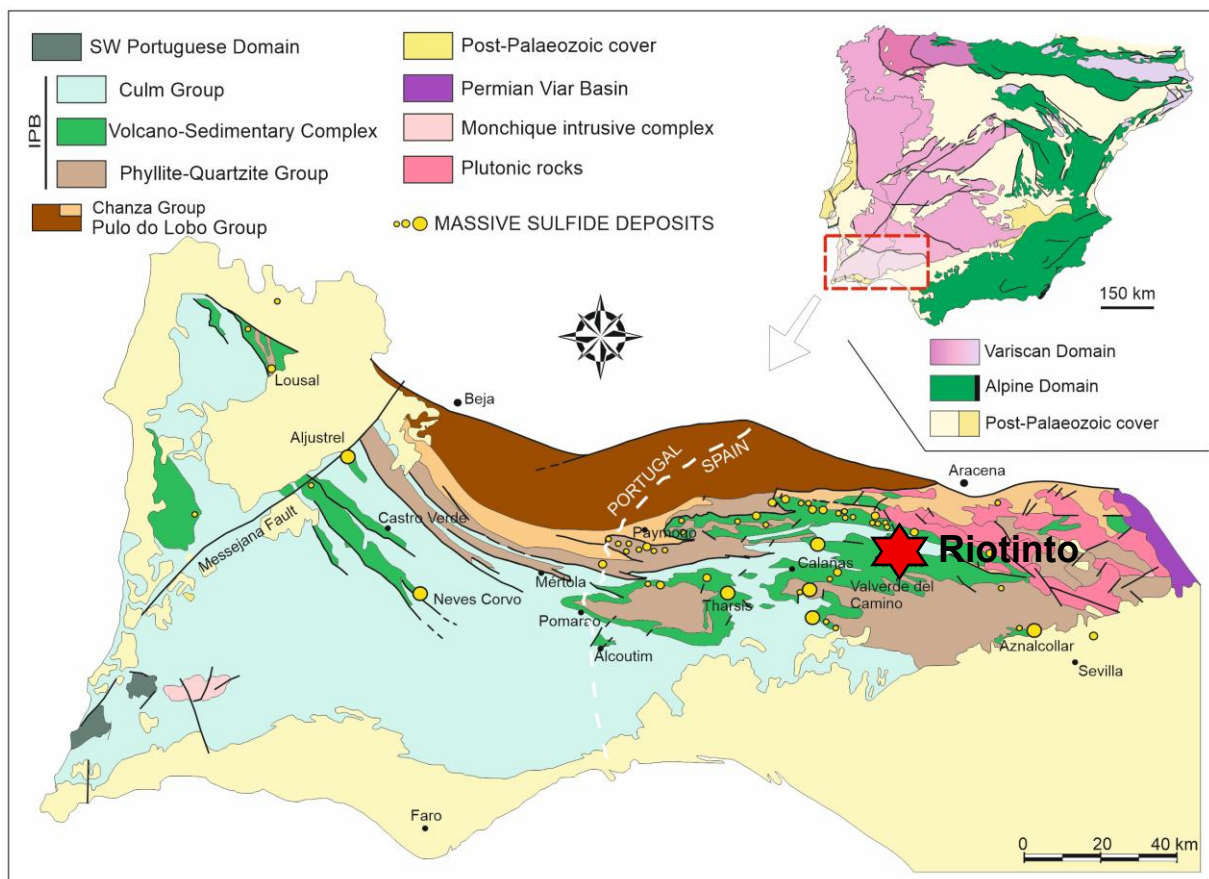 SW Portuguese Domain
IPB
Culm Group
Volcano-Sedimentary Complex
Phyllite-Quartzite Group
Chanza Group
Pulo do Lobo Group
Post-Palaeozoic cover
Permian Viar Basin
Monchique intrusive complex
Plutonic rocks
MASSIVE SULFIDE DEPOSITS
150 km
Variscan Domain
Alpine Domain
Post-Palaeozoic cover
Lousal
Beja
Aljustrel
PORTUGAL
SPAIN
Aracena
Messejana Fault
Castro Verde
Paymogo
Riotinto
Mértola
Calañas
Neves Corvo
Valverde del
Camino
Tharsis
Pomarao
Alcoutim
Aznalcollar
Sevilla
Faro
0 20 40 km